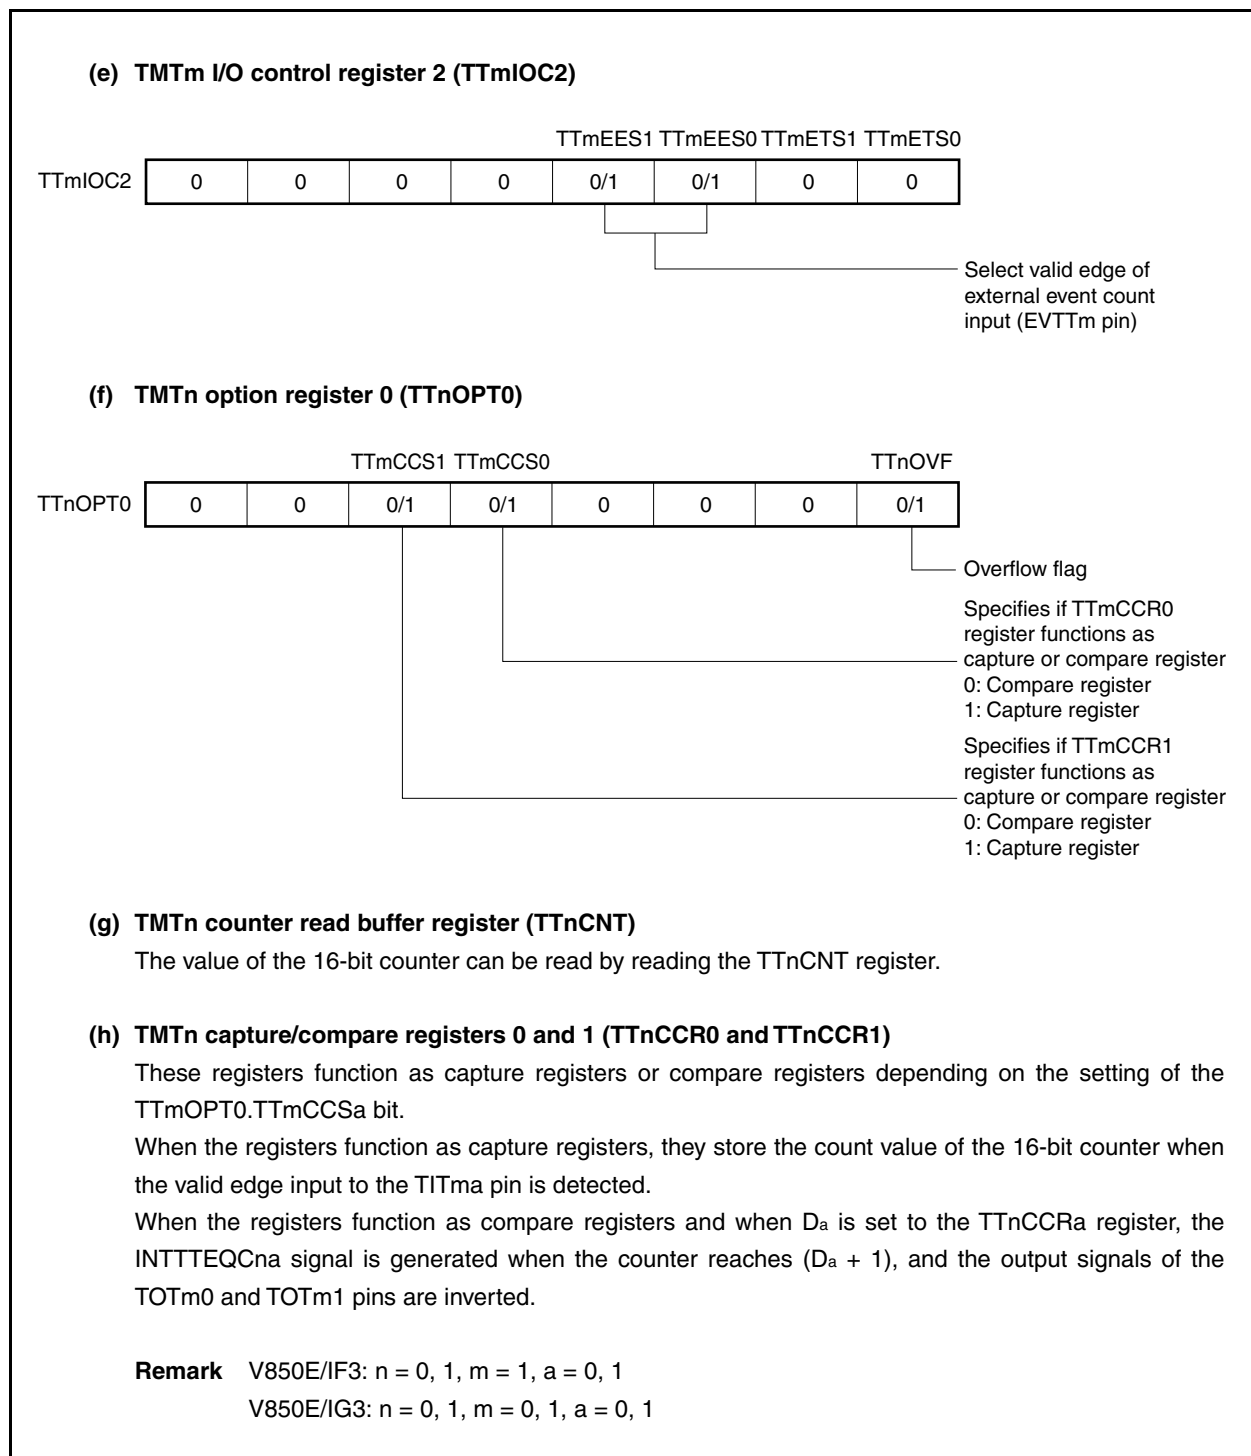 (e) TMTm I/O control register 2 (TTmIOC2)
TTmEES1 TTmEES0 TTmETS1 TTmETS0
TTmIOC2 0 0 0 0 0/1 0/1 0 0
Select valid edge of
external event count
input (EVTTm pin)
(f) TMTn option register 0 (TTnOPT0)
TTmCCS1 TTmCCS0 TTnOVF
TTnOPT0 0 0 0/1 0/1 0 0 0 0/1
Overflow flag
Specifies if TTmCCR0
register functions as
capture or compare register
0: Compare register
1: Capture register
Specifies if TTmCCR1
register functions as
capture or compare register
0: Compare register
1: Capture register
(g) TMTn counter read buffer register (TTnCNT)
The value of the 16-bit counter can be read by reading the TTnCNT register.
(h) TMTn capture/compare registers 0 and 1 (TTnCCR0 and TTnCCR1)
These registers function as capture registers or compare registers depending on the setting of the
TTmOPT0.TTmCCSa bit.
When the registers function as capture registers, they store the count value of the 16-bit counter when
the valid edge input to the TITma pin is detected.
When the registers function as compare registers and when Da is set to the TTnCCRa register, the
INTTTEQCna signal is generated when the counter reaches (Da + 1), and the output signals of the
TOTm0 and TOTm1 pins are inverted.
Remark V850E/IF3: n = 0, 1, m = 1, a = 0, 1
V850E/IG3: n = 0, 1, m = 0, 1, a = 0, 1